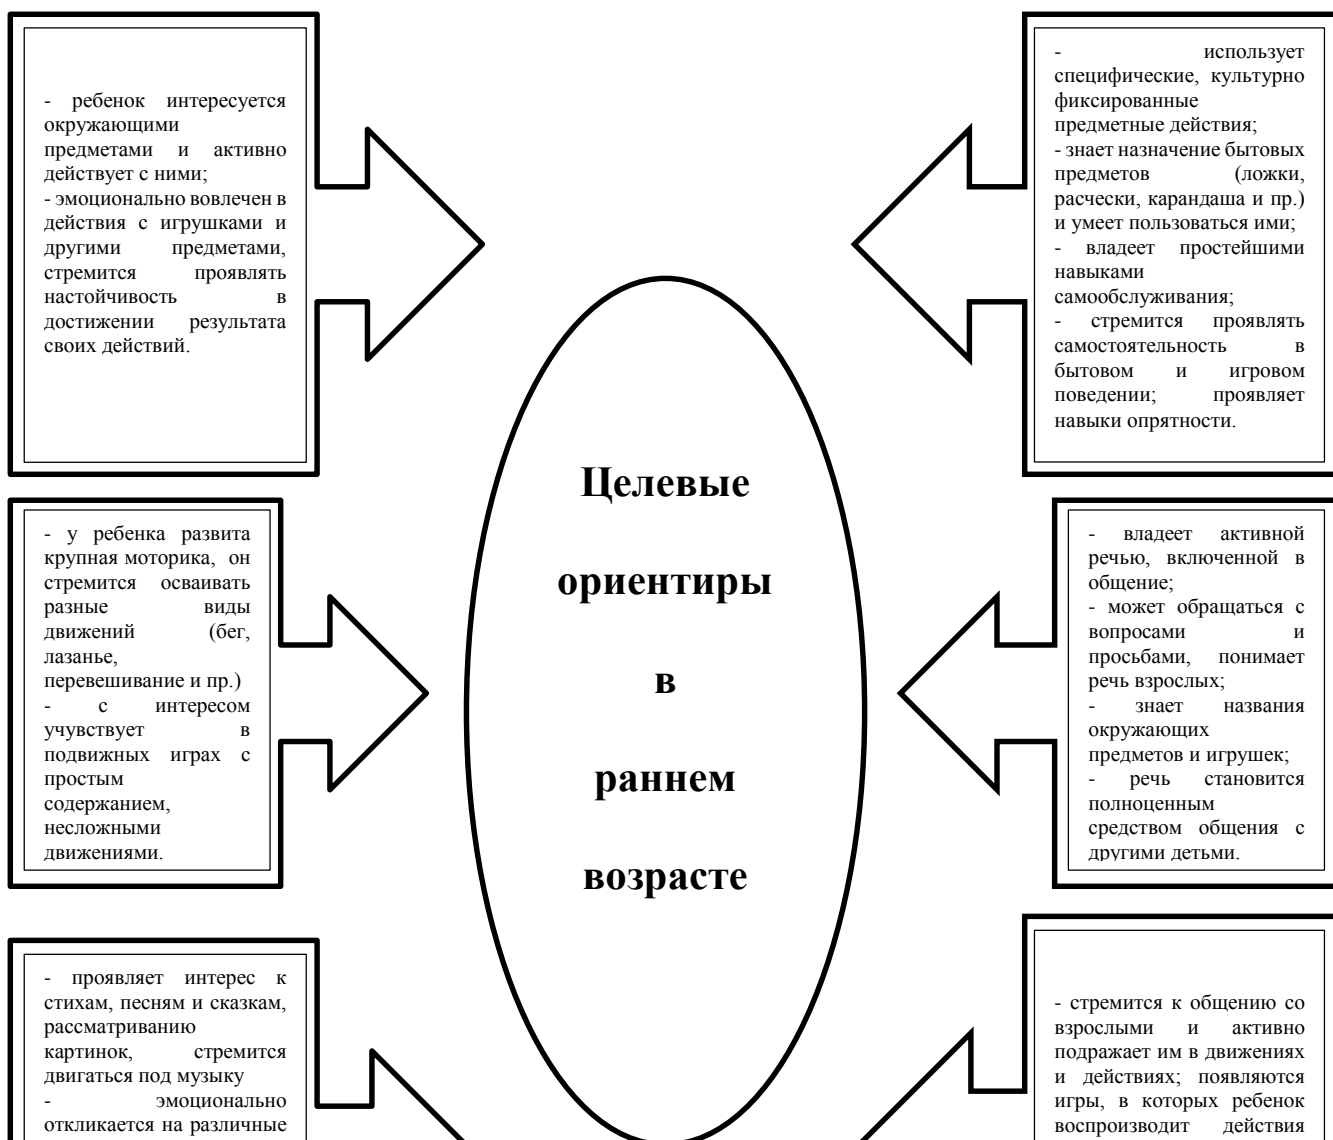 - ребенок интересуется
окружающими
предметами и активно
действует с ними;
- эмоционально вовлечен в
действия с игрушками и
другими предметами,
стремится проявлять
настойчивость в
достижении результата
своих действий.
- использует
специфические, культурно
фиксированные
предметные действия;
- знает назначение бытовых
предметов (ложки,
расчески, карандаша и пр.)
и умеет пользоваться ими;
- владеет простейшими
навыками
самообслуживания;
- стремится проявлять
самостоятельность в
бытовом и игровом
поведении; проявляет
навыки опрятности.
Целевые
ориентиры
в
раннем
возрасте
- у ребенка развита
крупная моторика, он
стремится осваивать
разные виды
движений (бег,
лазанье,
перевешивание и пр.)
- с интересом
учувствует в
подвижных играх с
простым
содержанием,
несложными
движениями.
- владеет активной
речью, включенной в
общение;
- может обращаться с
вопросами и
просьбами, понимает
речь взрослых;
- знает названия
окружающих
предметов и игрушек;
- речь становится
полноценным
средством общения с
другими детьми.
- проявляет интерес к
стихам, песням и сказкам,
рассматриванию
картинок, стремится
двигаться под музыку
- эмоционально
откликается на различные
- стремится к общению со
взрослыми и активно
подражает им в движениях
и действиях; появляются
игры, в которых ребенок
воспроизводит действия